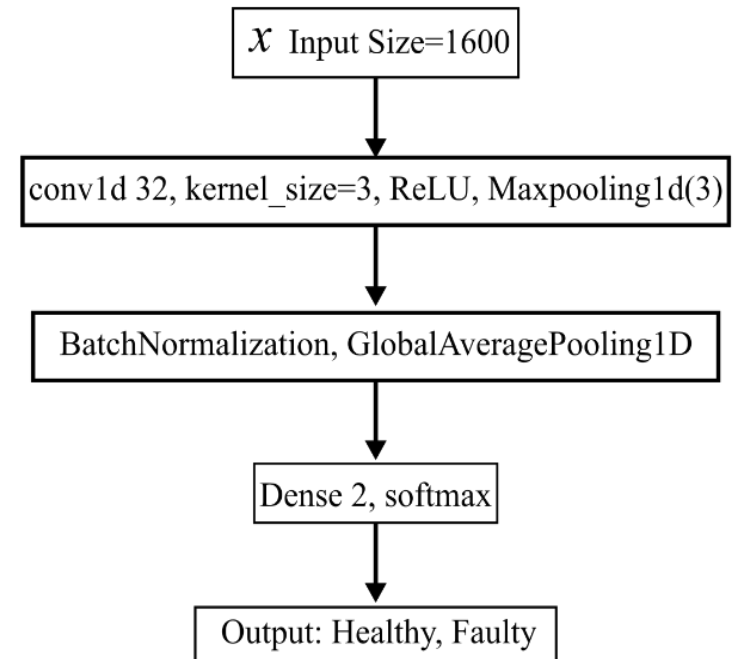 x Input Size=1600
conv1d 32, kernel_size=3, ReLU, Maxpooling1d(3)
BatchNormalization, GlobalAveragePooling1D
Dense 2, softmax
Output: Healthy, Faulty